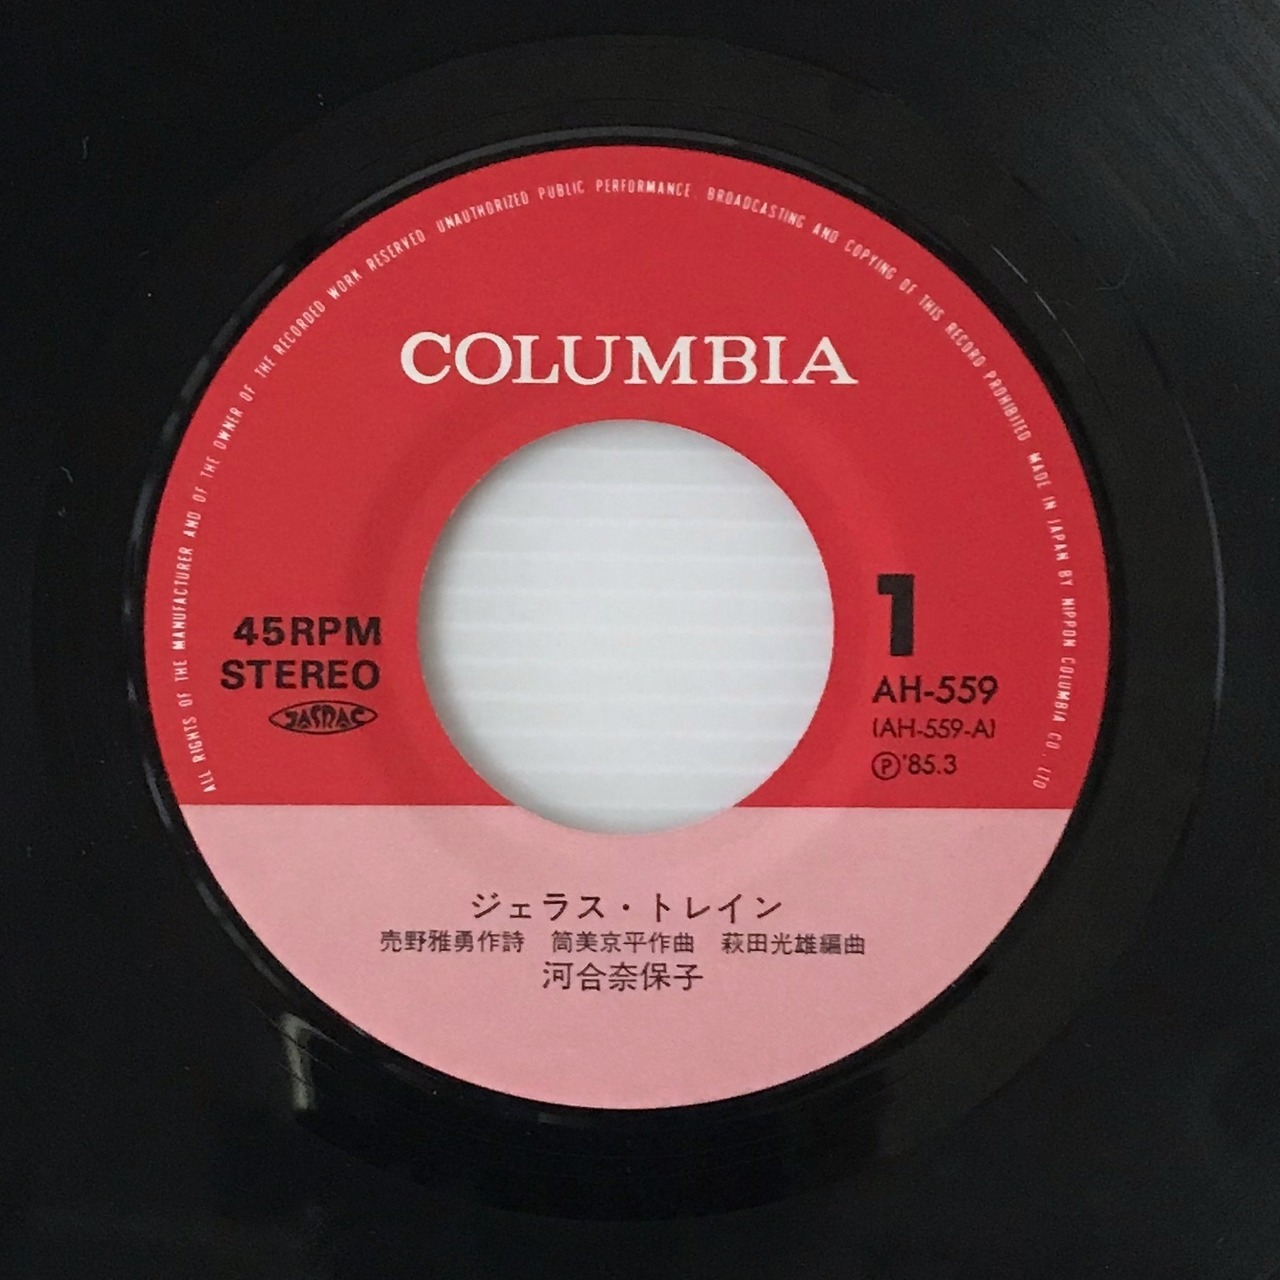 ALL RIGHTS OF THE MANUFACTURER AND OF THE OWNER OF THE RECORDED WORK RESERVED UNAUTHORIZED PUBLIC PERFORMANCE. BROADCASTING AND COPYING OF THIS RECORD PROHIBITED MADE IN JAPAN BY NIPPON COLUMBIA CO., LTD
COLUMBIA
45RPM
STEREO
JASRAC
1
AH-559
(AH-559-A)
Ⓟ'85.3
ジェラス・トレイン
売野雅勇作詩 筒美京平作曲 萩田光雄編曲
河合奈保子